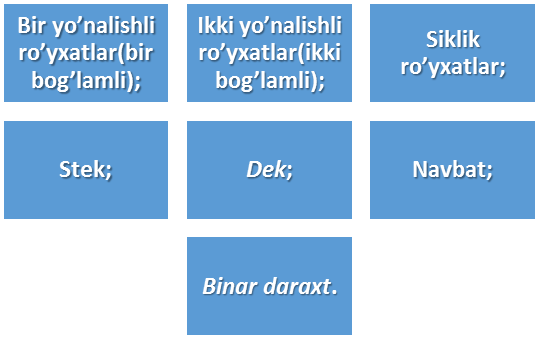 Bir yo’nalishli
ro’yxatlar(bir
bog’lamli);
Ikki yo’nalishli
ro’yxatlar(ikki
bog’lamli);
Siklik
ro’yxatlar;
Stek;
Dek;
Navbat;
Binar daraxt.